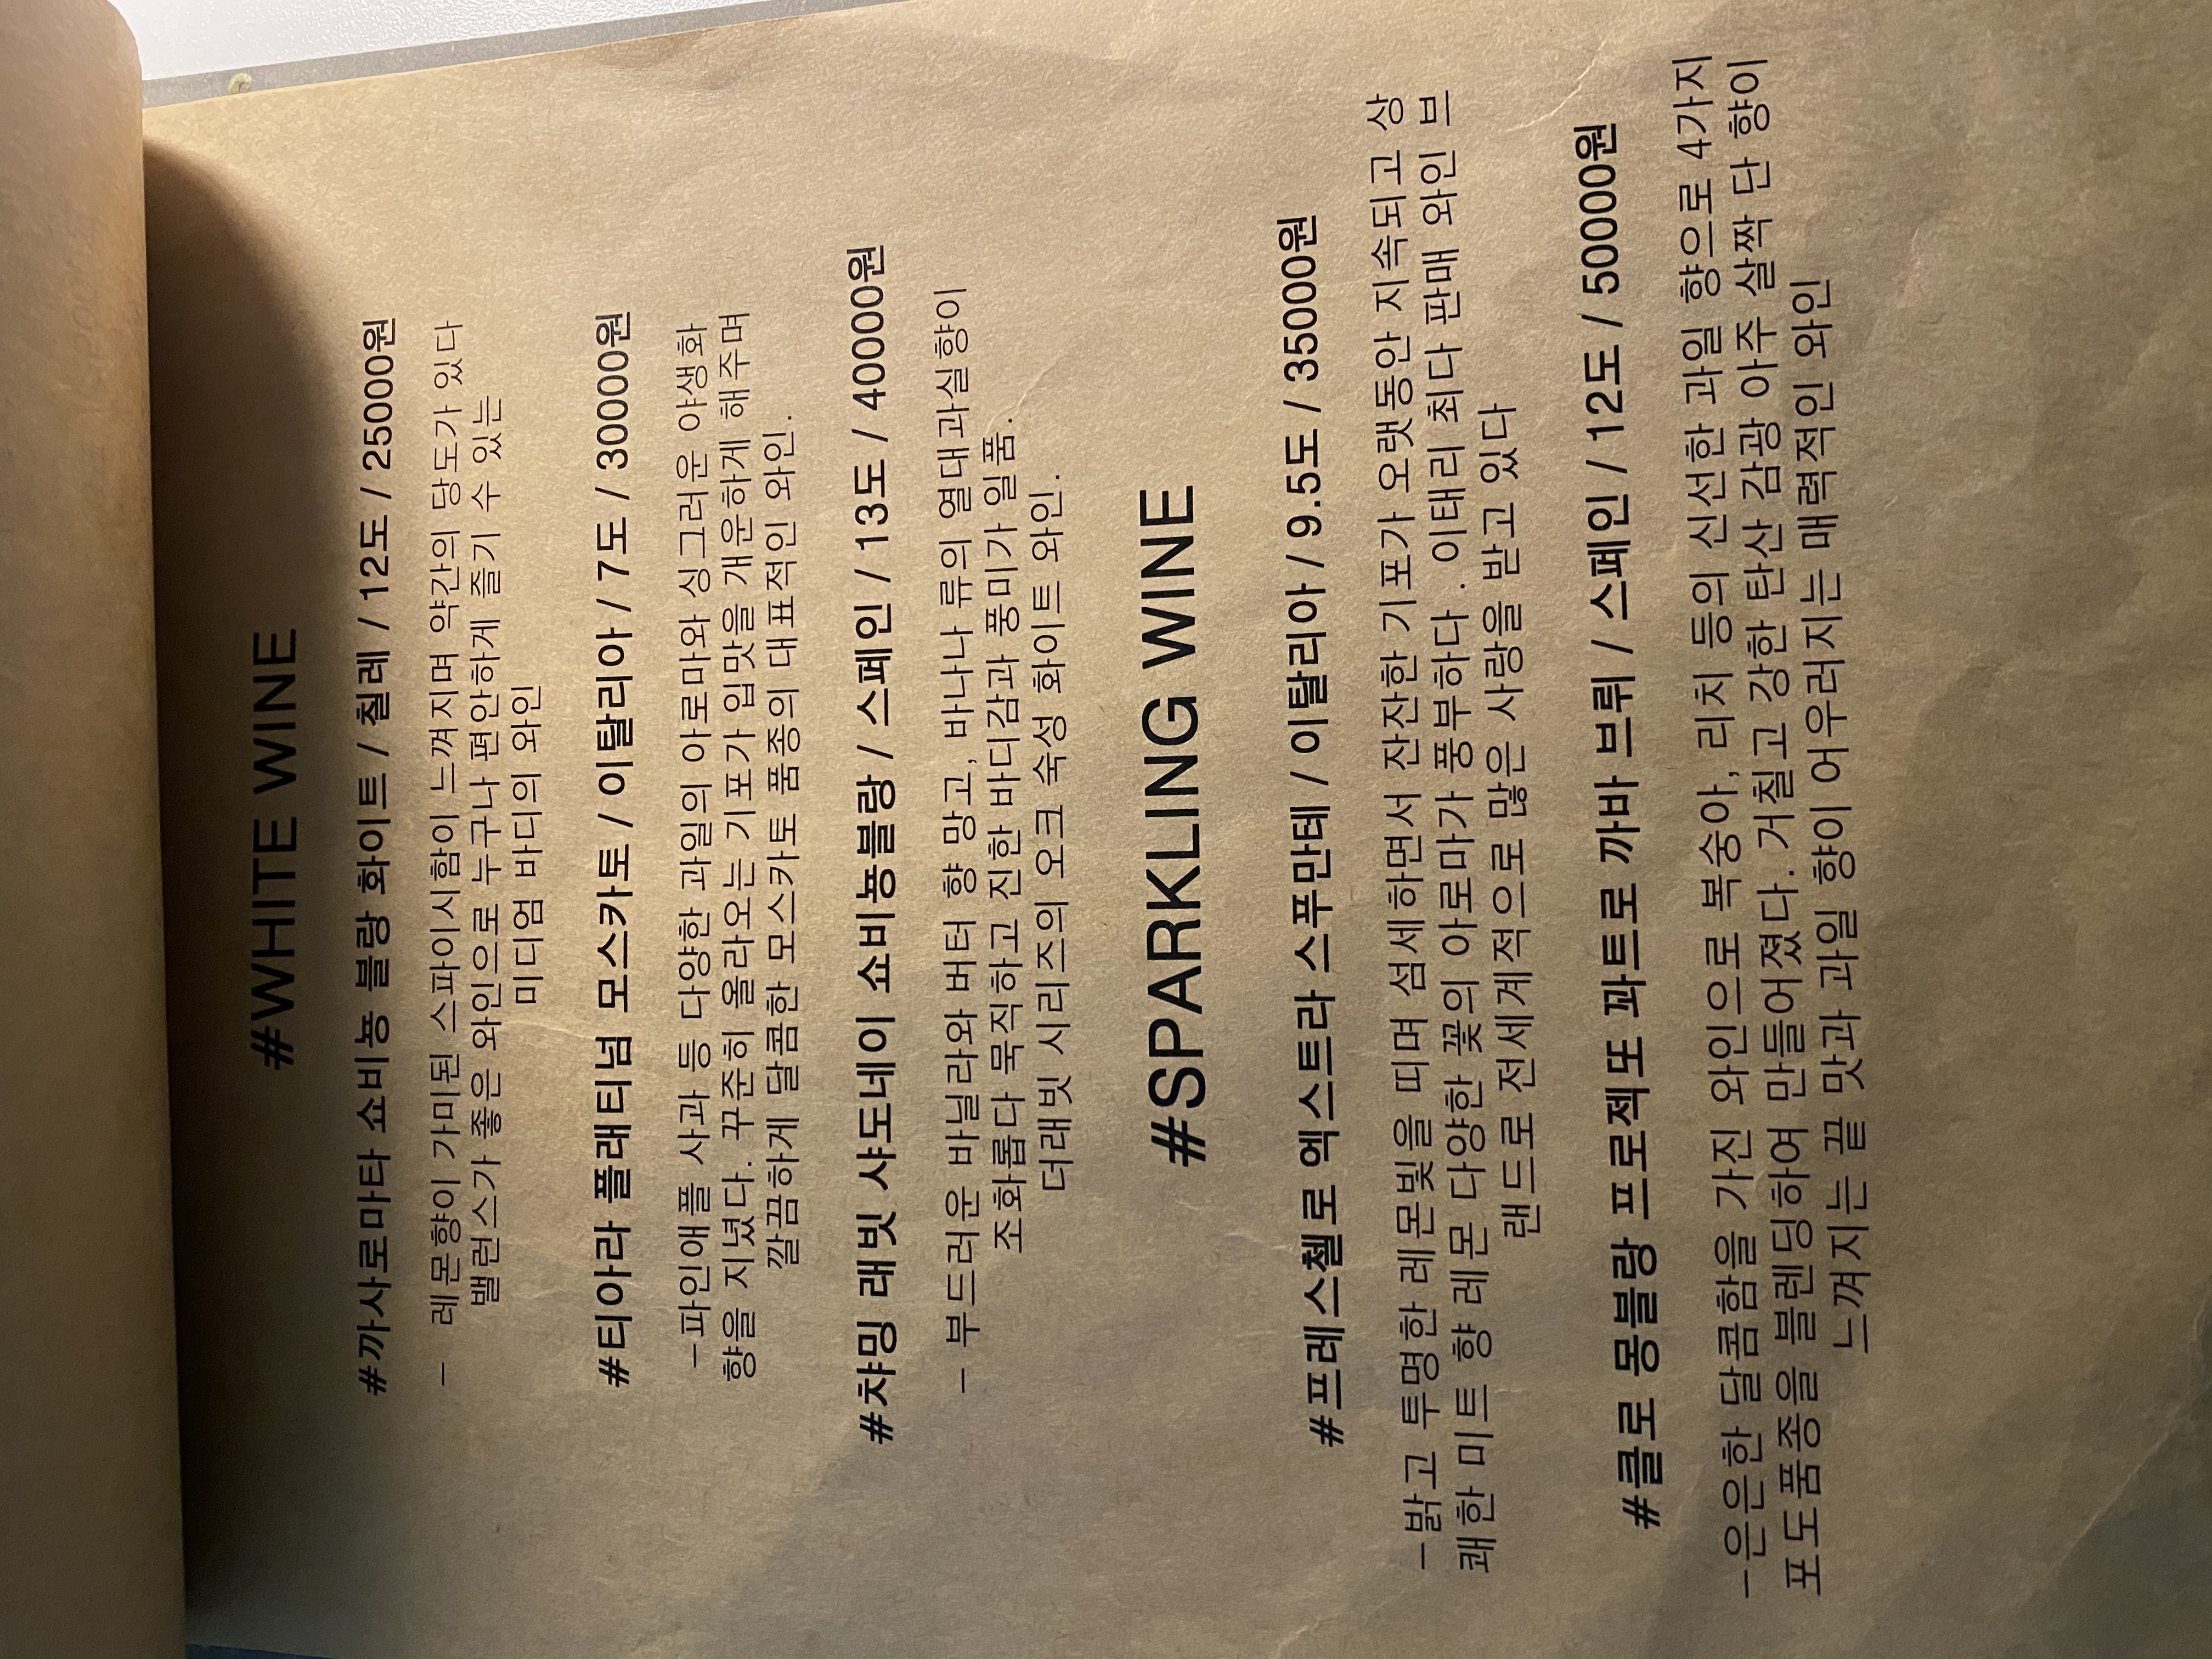 #WHITE WINE
#까사로마타 쇼비뇽 블랑 화이트 / 칠레 / 12도 / 25000원
- 레몬향이 가미된 스파이시함이 느껴지며 약간의 당도가 있다
밸런스가 좋은 와인으로 누구나 편안하게 즐기 수 있는
미디엄 바디의 와인
#티아라 플래티넘 모스카토 / 이탈리아 / 7도 / 30000원
-파인애플 사과 등 다양한 과일의 아로마와 싱그러운 야생화
향을 지녔다. 꾸준히 올라오는 기포가 입맛을 개운하게 해주며
깔끔하게 달콤한 모스카토 품종의 대표적인 와인.
#챠밍 래빗 샤도네이 쇼비뇽블랑 / 스페인 / 13도 / 40000원
- 부드러운 바닐라와 버터 향 망고, 바나나 류의 열대과실향이
조화롭다 묵직하고 진한 바디감과 풍미가 일품.
더래빗 시리즈의 오크 숙성 화이트 와인.
#SPARKLING WINE
#프레스첼로 엑스트라 스푸만테 / 이탈리아 / 9.5도 / 35000원
-밝고 투명한 레몬빛을 띠며 섬세하면서 잔잔한 기포가 오랫동안 지속되고 상
쾌한 미트 향 레몬 다양한 꽃의 아로마가 풍부하다 . 이태리 최다 판매 와인 브
랜드로 전세계적으로 많은 사랑을 받고 있다
#클로 몽블랑 프로젝또 꽈트로 까바 브뤼 / 스페인 / 12도 / 50000원
-은은한 달콤함을 가진 와인으로 복숭아, 리치 등의 신선한 과일 향으로 4가지
포도품종을 블렌딩하여 만들어졌다. 거칠고 강한 탄산 감광 아주 살짝 단 향이
느껴지는 끝 맛과 과일 향이 어우러지는 매력적인 와인